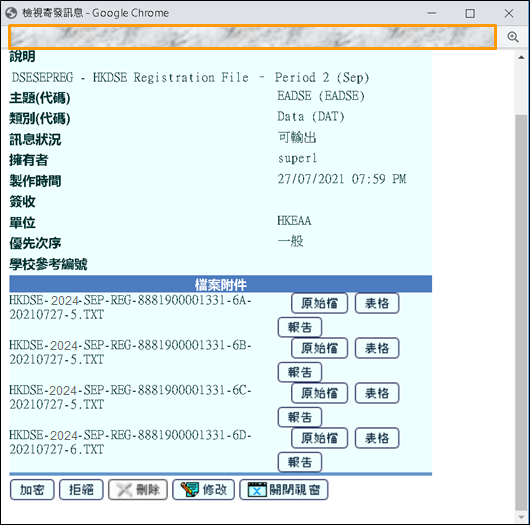 檢視寄發訊息 - Google Chrome
說明
DSESEPREG - HKDSE Registration File - Period 2 (Sep)
主題(代碼) EADSE (EADSE)
類別(代碼) Data (DAT)
訊息狀況 可輸出
擁有者 super1
製作時間 27/07/2021 07:59 PM
簽收
單位 HKEAA
優先次序 一般
學校參考編號
檔案附件
HKDSE-2024-SEP-REG-8881900001331-6A- 原始檔 表格
20210727-5.TXT 報告
HKDSE-2024-SEP-REG-8881900001331-6B- 原始檔 表格
20210727-5.TXT 報告
HKDSE-2024-SEP-REG-8881900001331-6C- 原始檔 表格
20210727-5.TXT 報告
HKDSE-2024-SEP-REG-8881900001331-6D- 原始檔 表格
20210727-6.TXT 報告
加密 拒絕 刪除 修改 關閉視窗